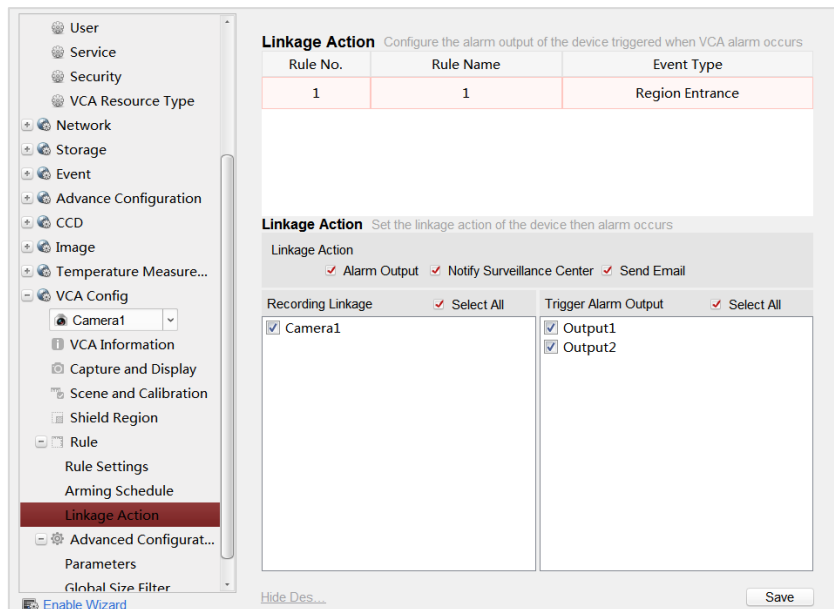 User
Service
Security
VCA Resource Type
Network
Storage
Event
Advance Configuration
CCD
Image
Temperature Measure...
VCA Config
Camera1
VCA Information
Capture and Display
Scene and Calibration
Shield Region
Rule
Rule Settings
Arming Schedule
Linkage Action
Advanced Configurat...
Parameters
Global Size Filter
Enable Wizard
Linkage Action Configure the alarm output of the device triggered when VCA alarm occurs
Rule No. Rule Name Event Type
1 1 Region Entrance
Linkage Action Set the linkage action of the device then alarm occurs
Linkage Action
Alarm Output Notify Surveillance Center Send Email
Recording Linkage Select All Trigger Alarm Output Select All
Camera1 Output1
Output2
Hide Des... Save